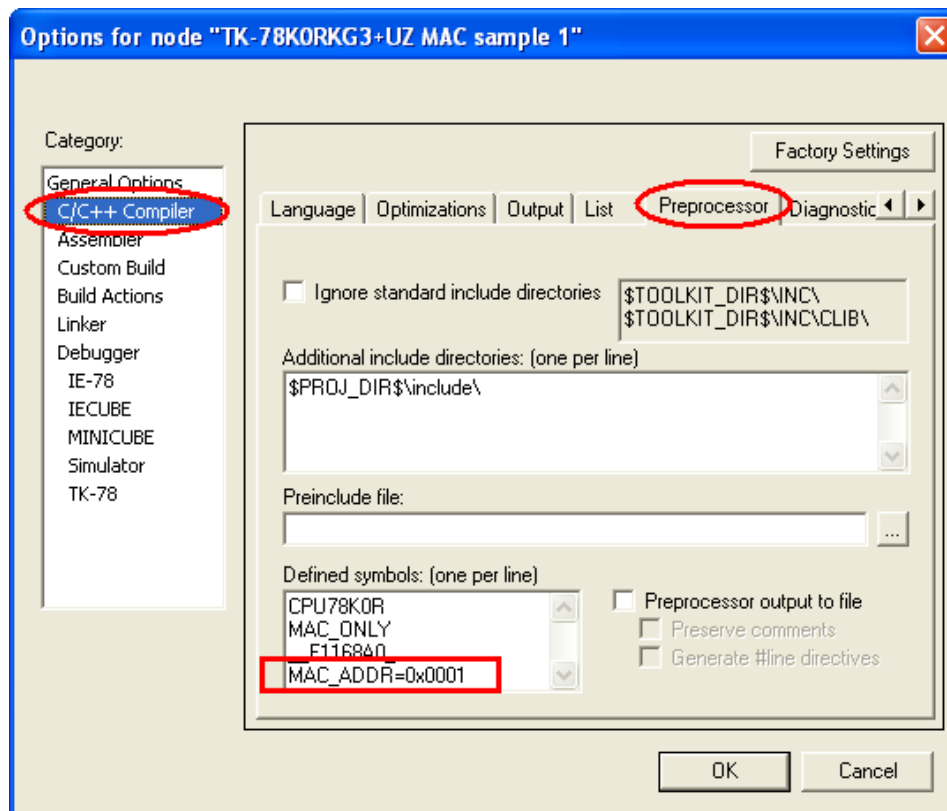 Options for node "TK-78K0RKG3+UZ MAC sample 1"
Category:
Factory Settings
General Options
C/C++ Compiler
Assembler
Custom Build
Build Actions
Linker
Debugger
IE-78
IECUBE
MINICUBE
Simulator
TK-78
Language Optimizations Output List Preprocessor Diagnostic
Ignore standard include directories
$TOOLKIT_DIR$\INC\
$TOOLKIT_DIR$\INC\CLIB\
Additional include directories: (one per line)
$PROJ_DIR$\include\
Preinclude file:
...
Defined symbols: (one per line)
CPU78K0R
MAC_ONLY
MAC_ADDR=0x0001
Preprocessor output to file
Preserve comments
Generate #line directives
OK Cancel